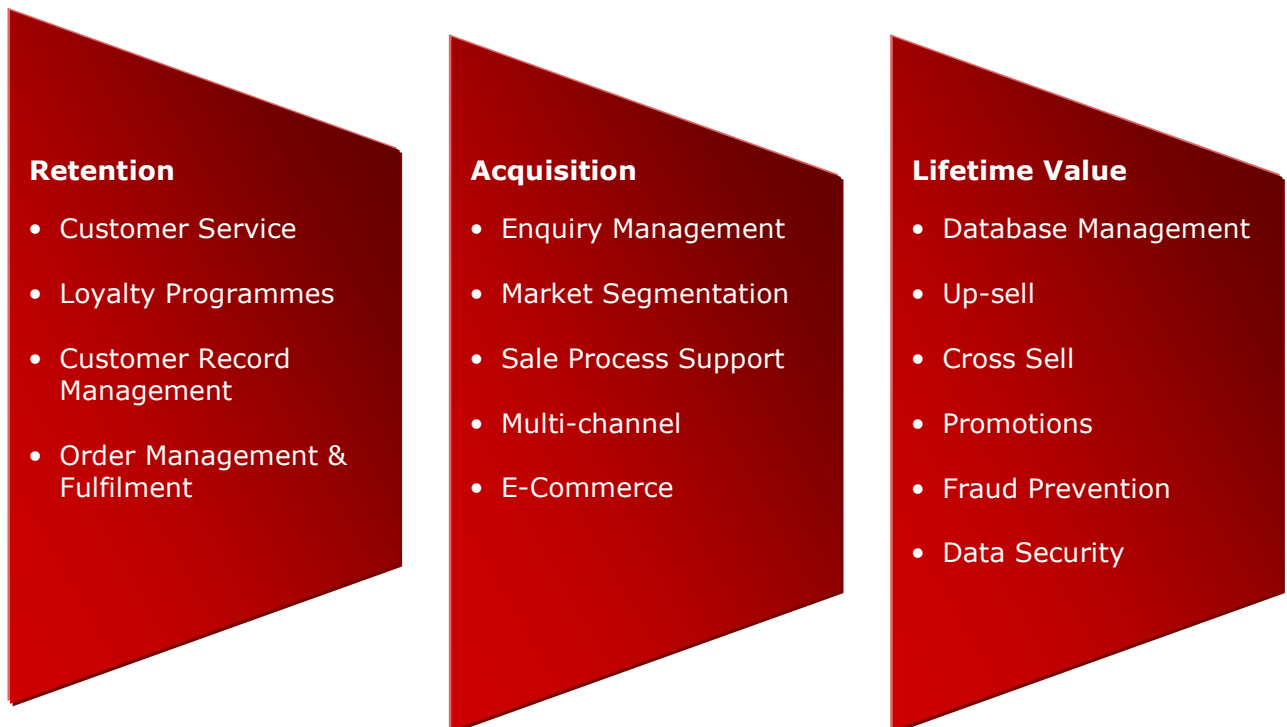 Retention
• Customer Service
• Loyalty Programmes
• Customer Record
Management
• Order Management &
Fulfilment
Acquisition
• Enquiry Management
• Market Segmentation
• Sale Process Support
• Multi-channel
• E-Commerce
Lifetime Value
• Database Management
• Up-sell
• Cross Sell
• Promotions
• Fraud Prevention
• Data Security